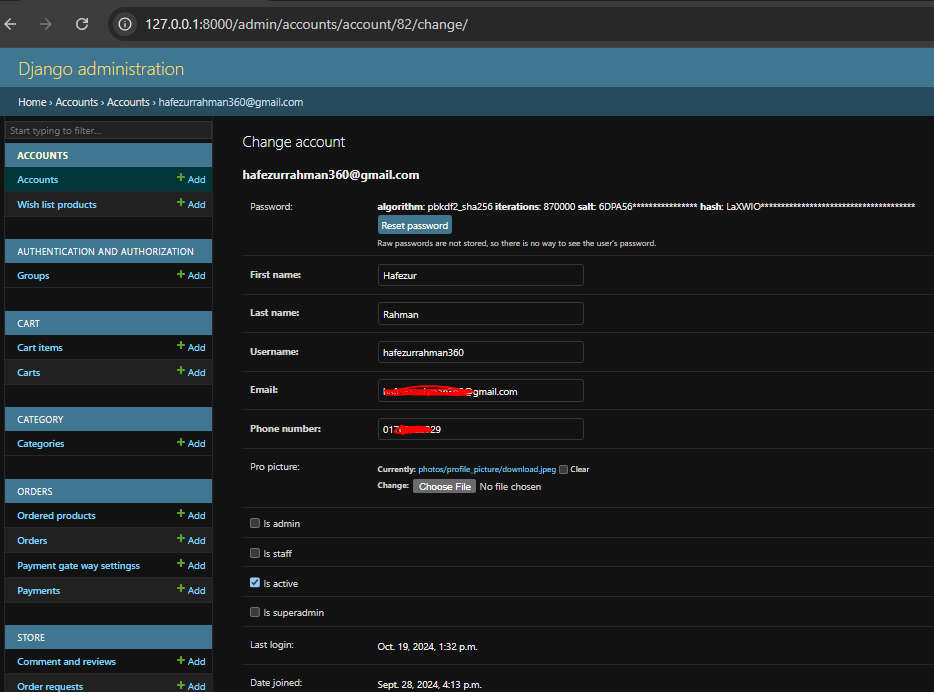 127.0.0.1:8000/admin/accounts/account/82/change/
Django administration
Home › Accounts › Accounts › hafezurrahman360@gmail.com
Start typing to filter...
ACCOUNTS
Accounts + Add
Wish list products + Add
AUTHENTICATION AND AUTHORIZATION
Groups + Add
CART
Cart items + Add
Carts + Add
CATEGORY
Categories + Add
ORDERS
Ordered products + Add
Orders + Add
Payment gate way settingss + Add
Payments + Add
STORE
Comment and reviews + Add
Order requests + Add
Change account
hafezurrahman360@gmail.com
Password: algorithm: pbkdf2_sha256 iterations: 870000 salt: 6DPA56**************** hash: LaXWIO**************************************
Reset password
Raw passwords are not stored, so there is no way to see the user's password.
First name: Hafezur
Last name: Rahman
Username: hafezurrahman360
Email: @gmail.com
Phone number: 017 29
Pro picture: Currently: photos/profile_picture/download.jpeg Clear
Change: Choose File No file chosen
Is admin
Is staff
Is active
Is superadmin
Last login: Oct. 19, 2024, 1:32 p.m.
Date joined: Sept. 28, 2024, 4:13 p.m.